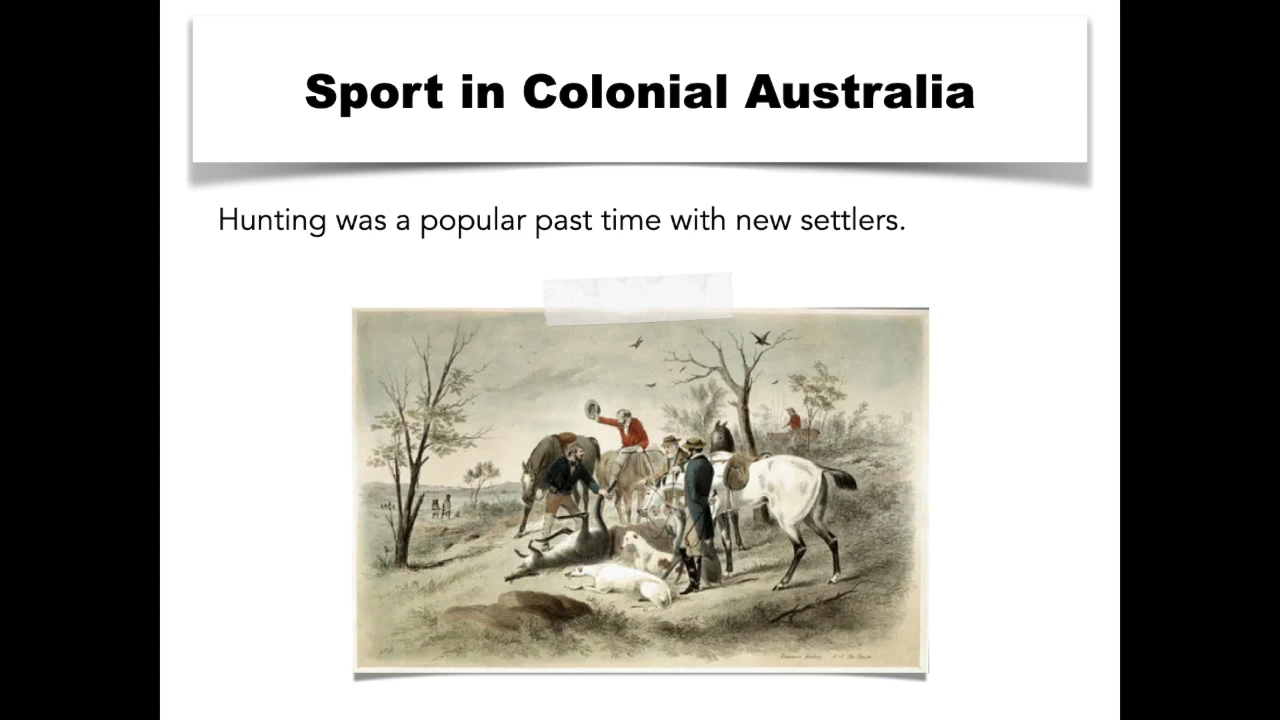 Sport in Colonial Australia
Hunting was a popular past time with new settlers.